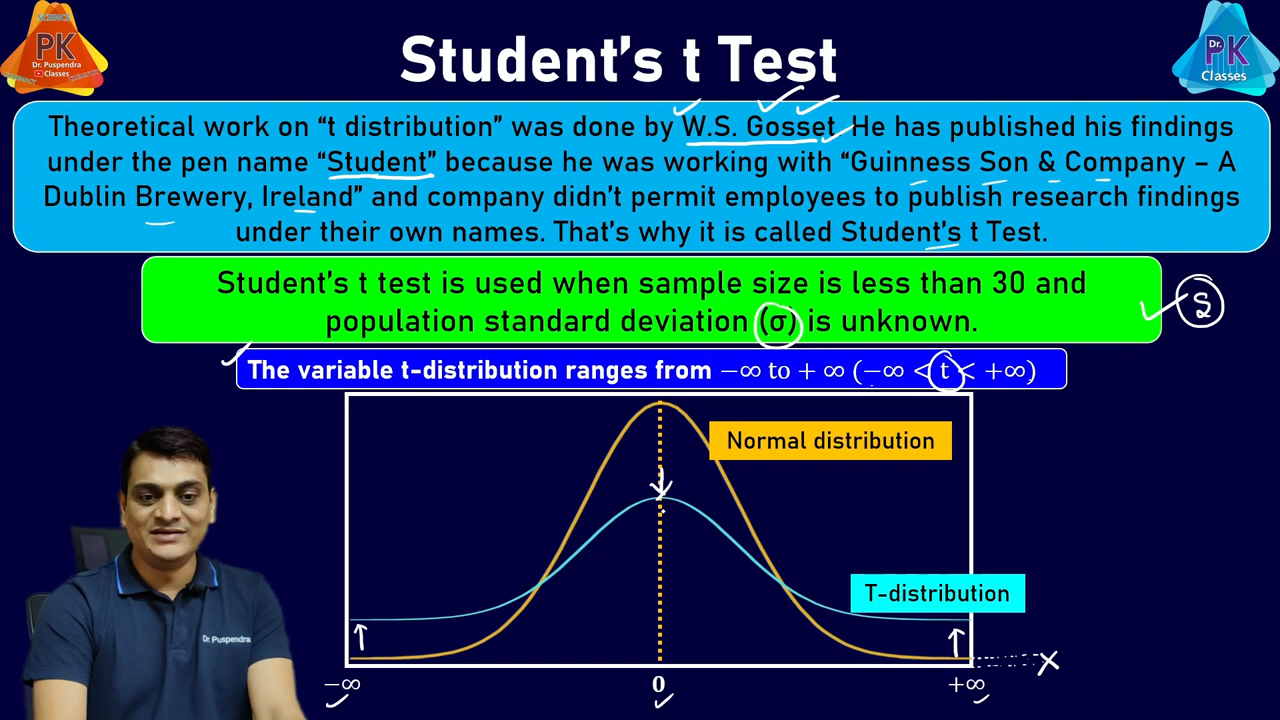 SCIENCE
PK
Dr. Puspendra
Classes
Student's t Test
Dr.
PK
Classes
Theoretical work on “t distribution” was done by W.S. Gosset. He has published his findings
under the pen name “Student” because he was working with “Guinness Son & Company – A
Dublin Brewery, Ireland” and company didn't permit employees to publish research findings
under their own names. That's why it is called Student's t Test.
Student's t test is used when sample size is less than 30 and
population standard deviation (σ) is unknown.
S
The variable t-distribution ranges from −∞ to + ∞ (−∞ < t < +∞)
Normal distribution
T-distribution
Dr. Puspendra
X
−∞
0
+∞